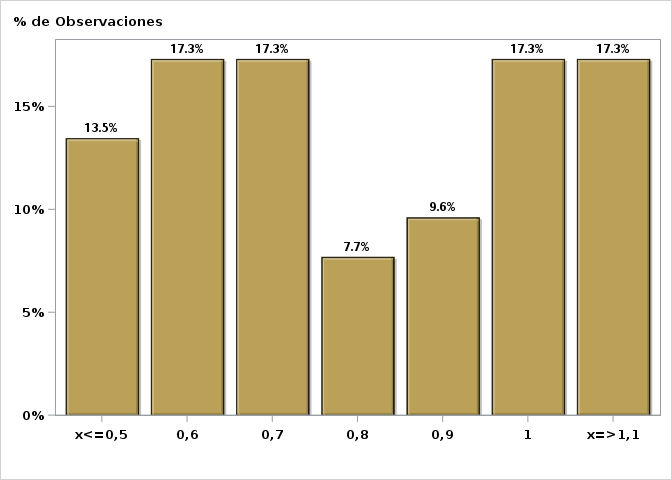 % de Observaciones
17.3% 17.3% 17.3% 17.3%
15%
13.5%
10%
9.6%
7.7%
5%
0%
x<=0,5 0,6 0,7 0,8 0,9 1 x=>1,1